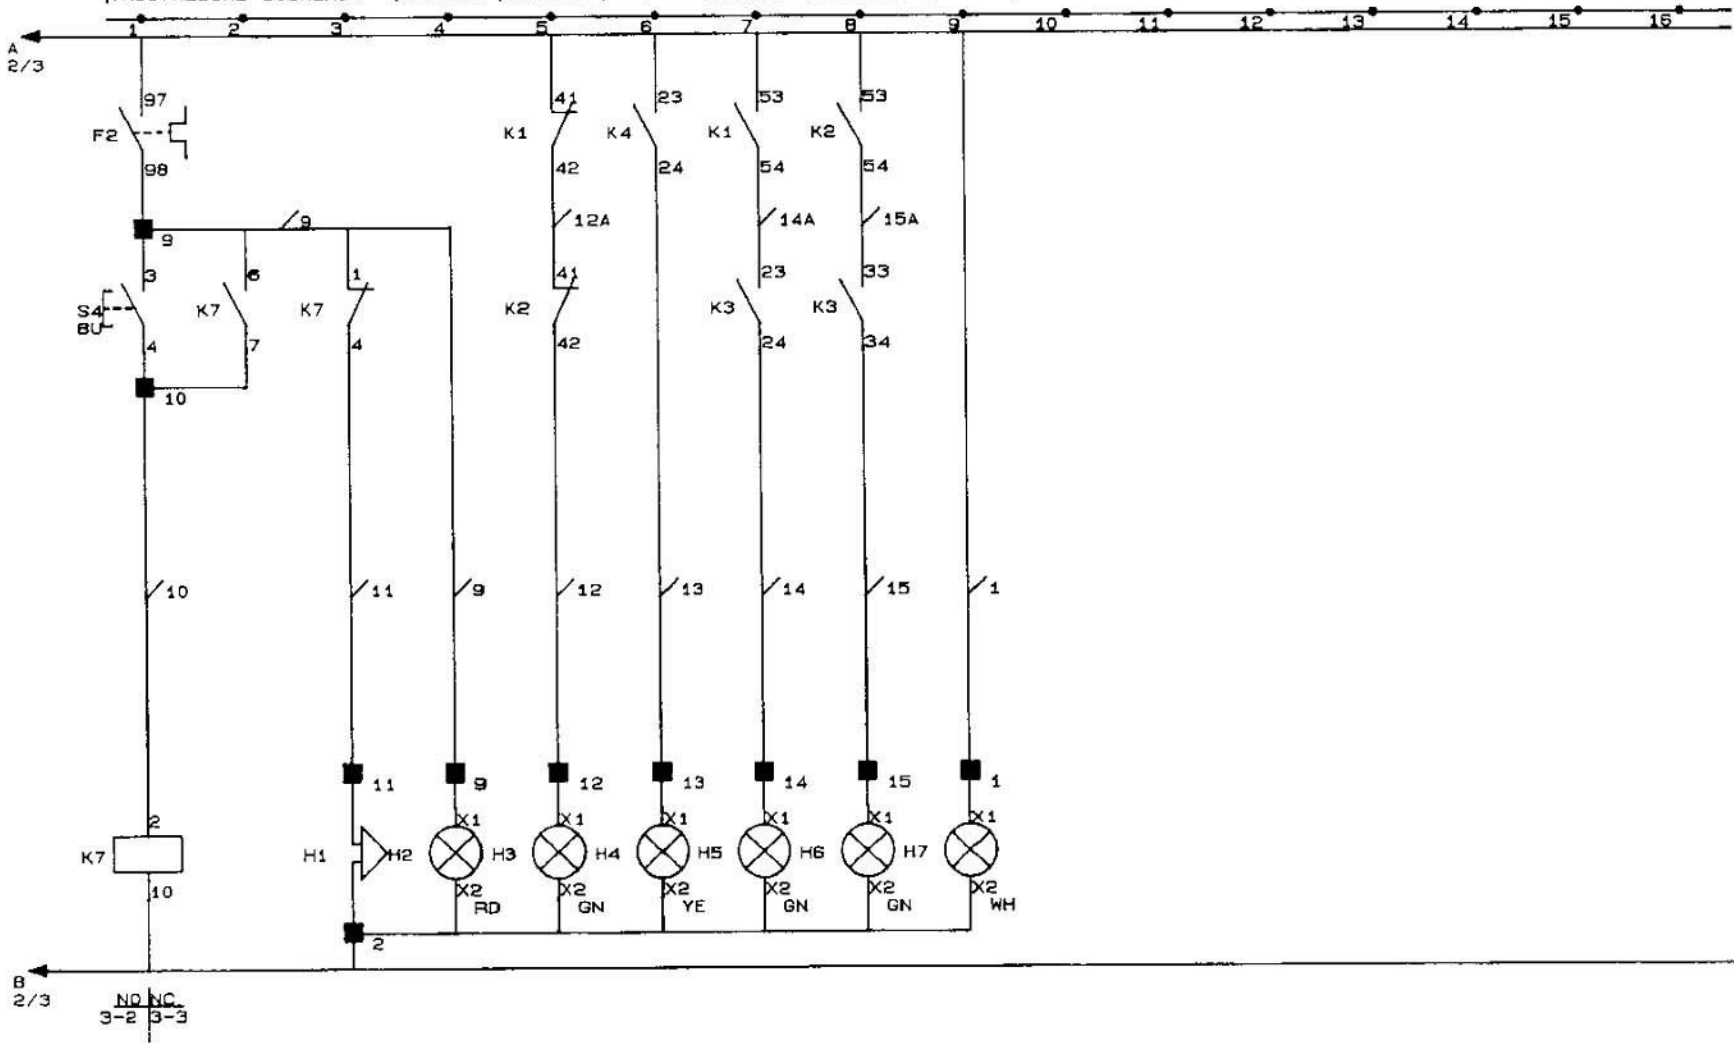 1 2 3 4 5 6 7 8 9 10 11 12 13 14 15 16
A
2/3
97 41 23 53 53
F2 K1 K4 K1 K2
98 42 24 54 54
9 12A 14A 15A
9
3 6 1 41 23 33
S4 K7 K7 K2 K3 K3
BU
4 7 4 42 24 34
10
10 11 9 12 13 14 15 1
11 9 12 13 14 15 1
2 X1 X1 X1 X1 X1 X1
K7 H1 H2 H3 H4 H5 H6 H7
10 X2 X2 X2 X2 X2 X2
RD GN YE GN GN WH
2
B
2/3
NO NC
3-2 3-3